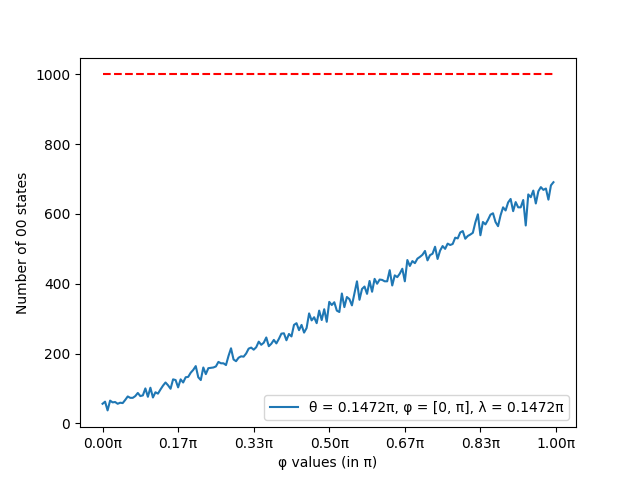 1000
800
600
400
200
0
Number of 00 states
θ = 0.1472π, φ = [0, π], λ = 0.1472π
0.00π 0.17π 0.33π 0.50π 0.67π 0.83π 1.00π
φ values (in π)